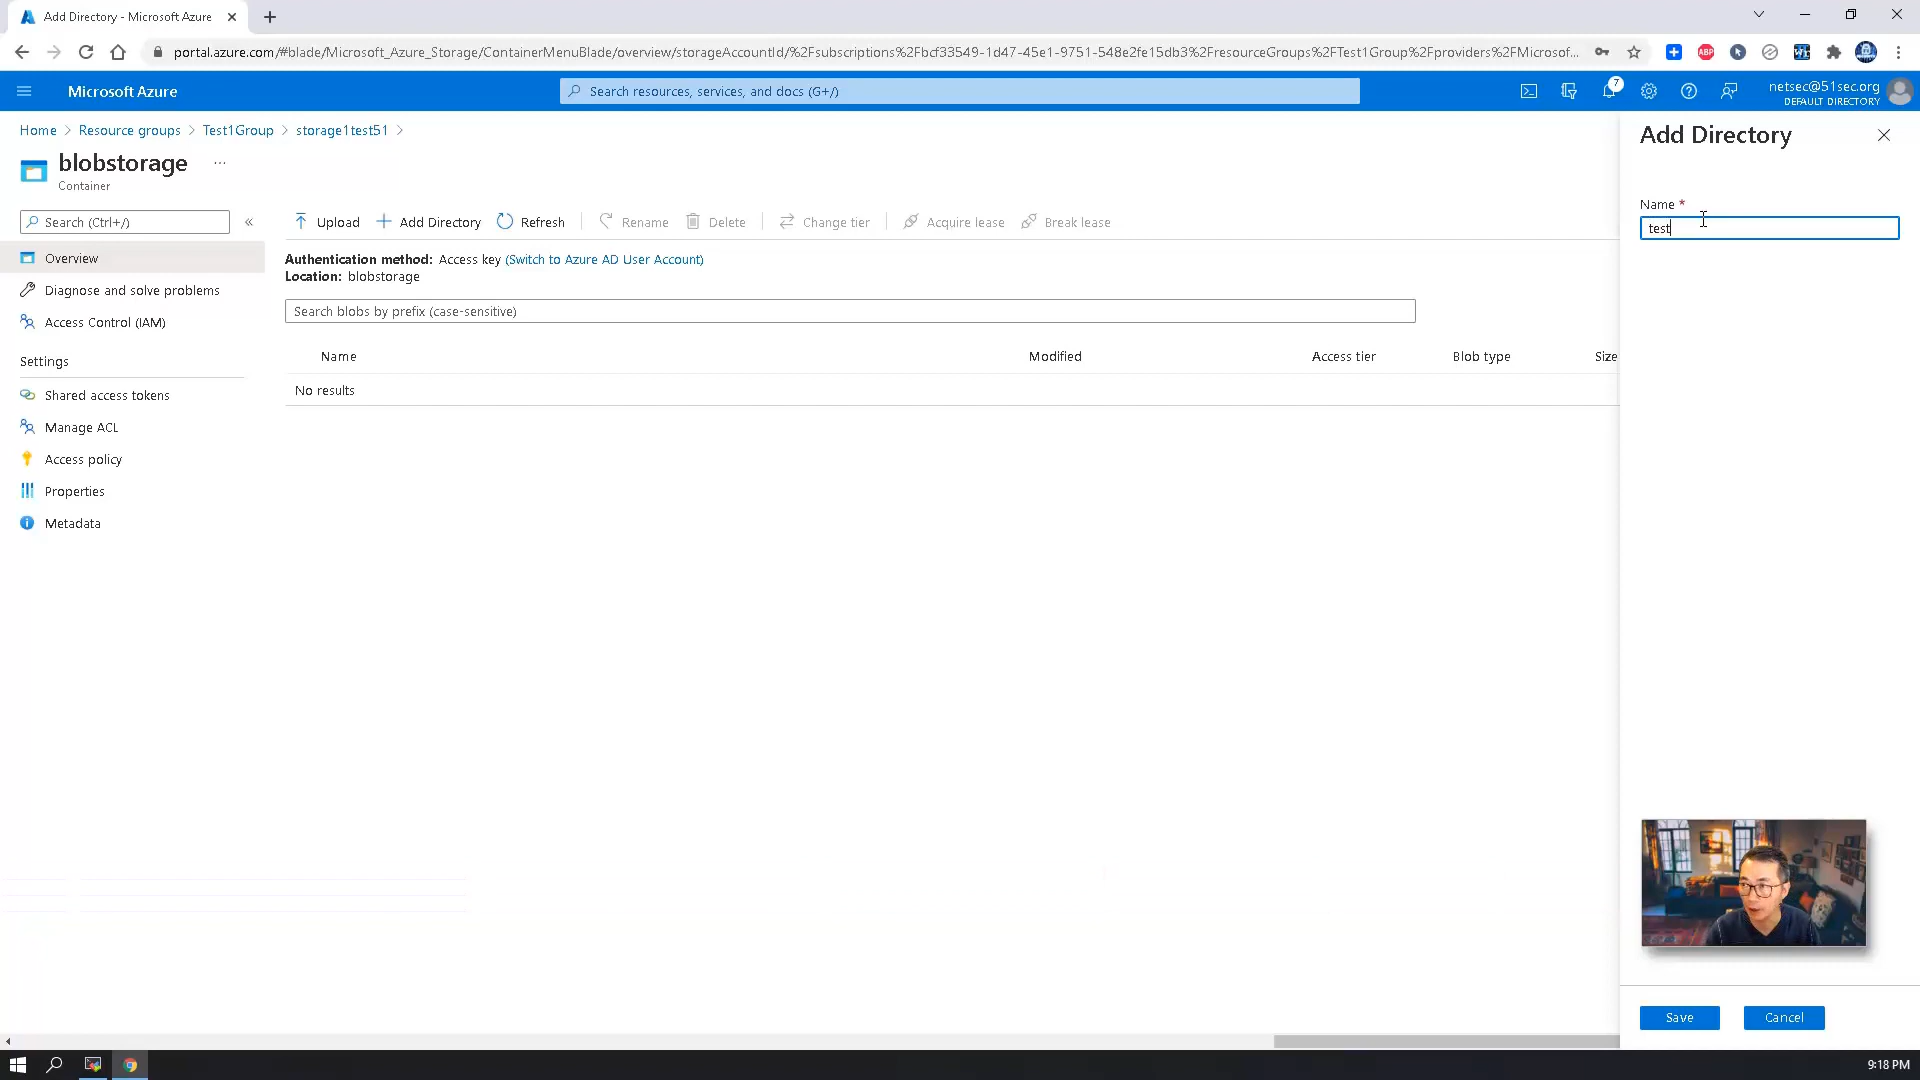 Add Directory - Microsoft Azure
portal.azure.com/#blade/Microsoft_Azure_Storage/ContainerMenuBlade/overview/storageAccountId/%2Fsubscriptions%2Fbcf33549-1d47-45e1-9751-548e2fe15db3%2FresourceGroups%2FTest1Group%2Fproviders%2FMicrosof...
ABP
Microsoft Azure
Search resources, services, and docs (G+/)
7
netsec@51sec.org
DEFAULT DIRECTORY
Home > Resource groups > Test1Group > storage1test51 >
Add Directory
blobstorage ...
Container
Name *
test
Search (Ctrl+/)
«
Upload
Add Directory
Refresh
Rename
Delete
Change tier
Acquire lease
Break lease
Overview
Diagnose and solve problems
Access Control (IAM)
Settings
Shared access tokens
Manage ACL
Access policy
Properties
Metadata
Authentication method: Access key (Switch to Azure AD User Account)
Location: blobstorage
Search blobs by prefix (case-sensitive)
Name Modified Access tier Blob type Size
No results
Save
Cancel
9:18 PM